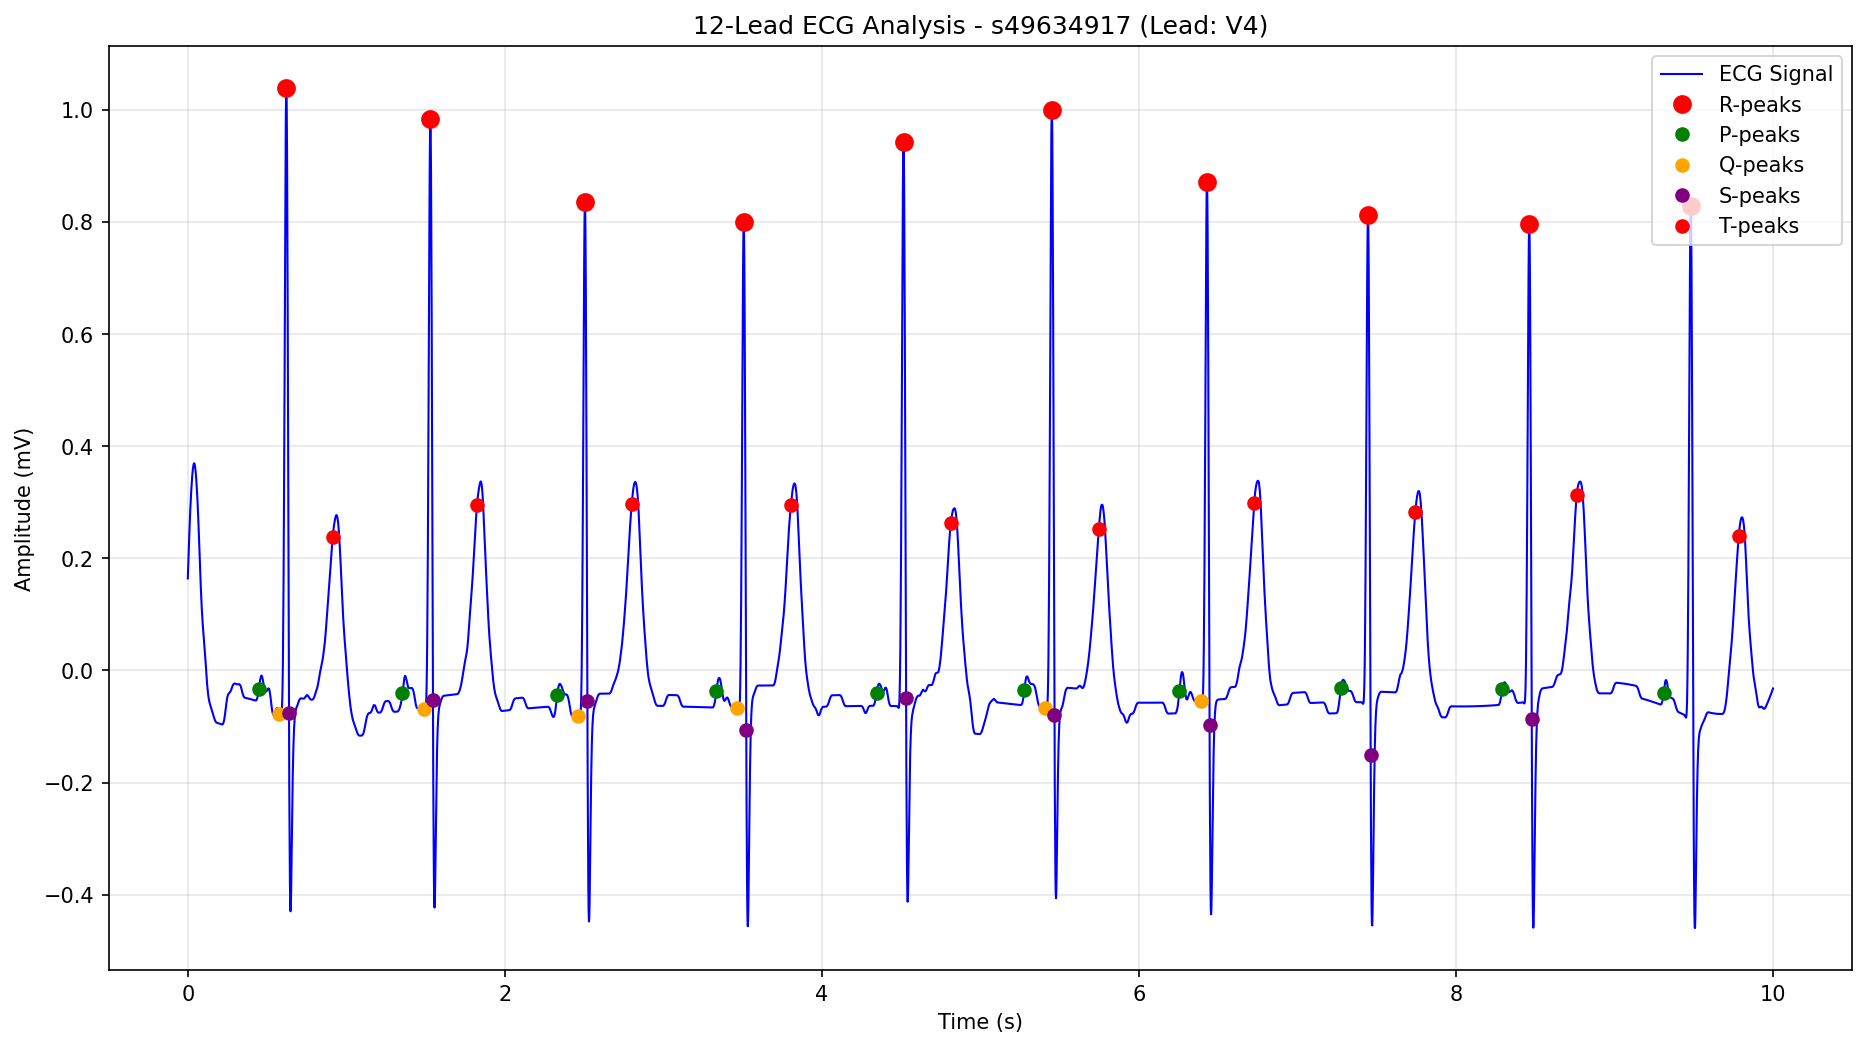 12-Lead ECG Analysis - s49634917 (Lead: V4)
ECG Signal
R-peaks
P-peaks
Q-peaks
S-peaks
T-peaks
Amplitude (mV)
1.0
0.8
0.6
0.4
0.2
0.0
−0.2
−0.4
0 2 4 6 8 10
Time (s)